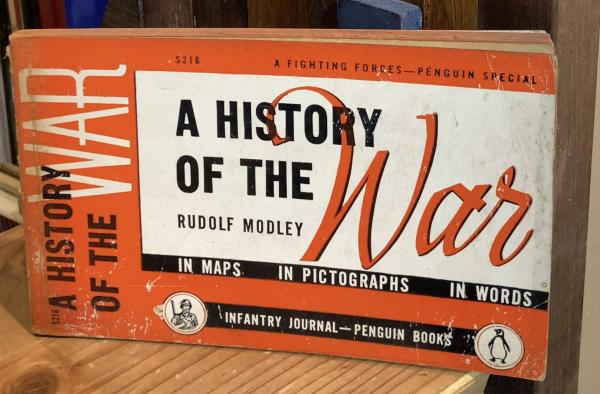 S216
A FIGHTING FORCES—PENGUIN SPECIAL
A HISTORY
OF THE War
RUDOLF MODLEY
IN MAPS IN PICTOGRAPHS IN WORDS
INFANTRY JOURNAL—PENGUIN BOOKS
S216
A HISTORY
OF THE
WAR